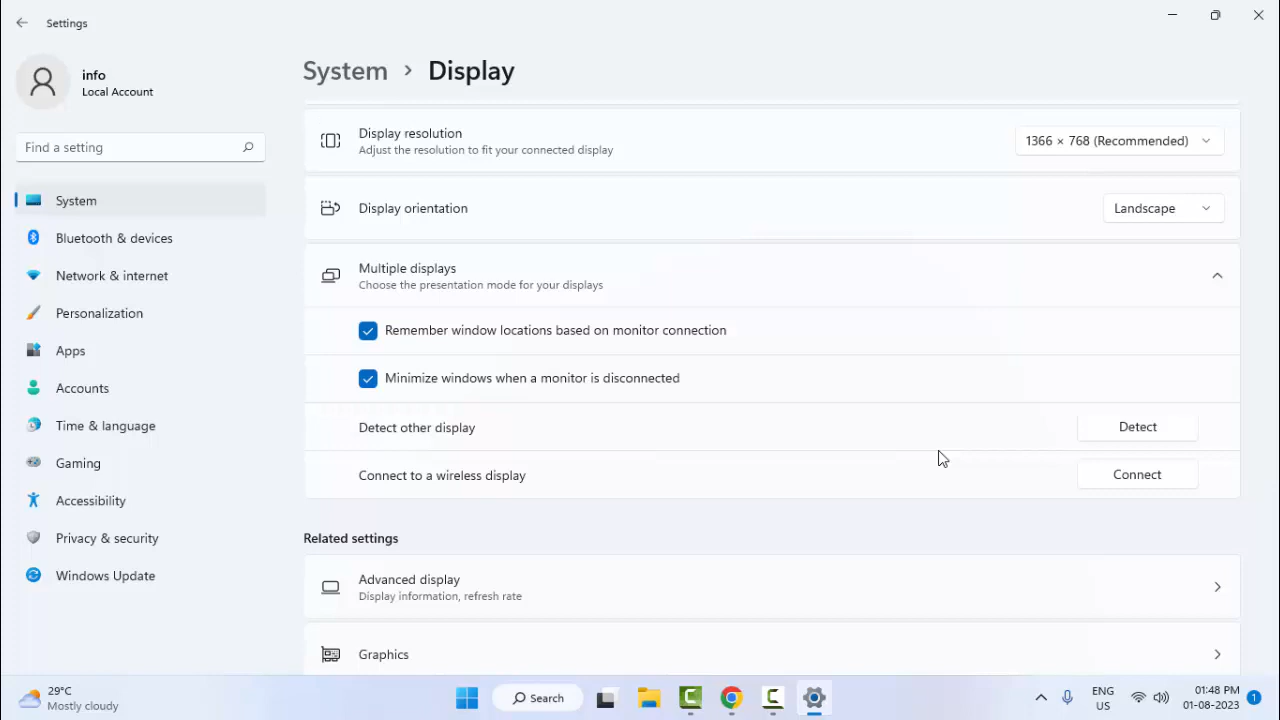 Settings
info
Local Account
Find a setting
System
Bluetooth & devices
Network & internet
Personalization
Apps
Accounts
Time & language
Gaming
Accessibility
Privacy & security
Windows Update
System > Display
Display resolution
Adjust the resolution to fit your connected display
1366 × 768 (Recommended)
Display orientation
Landscape
Multiple displays
Choose the presentation mode for your displays
Remember window locations based on monitor connection
Minimize windows when a monitor is disconnected
Detect other display
Detect
Connect to a wireless display
Connect
Related settings
Advanced display
Display information, refresh rate
Graphics
29°C
Mostly cloudy
Search
ENG
US
01:48 PM
01-08-2023
1